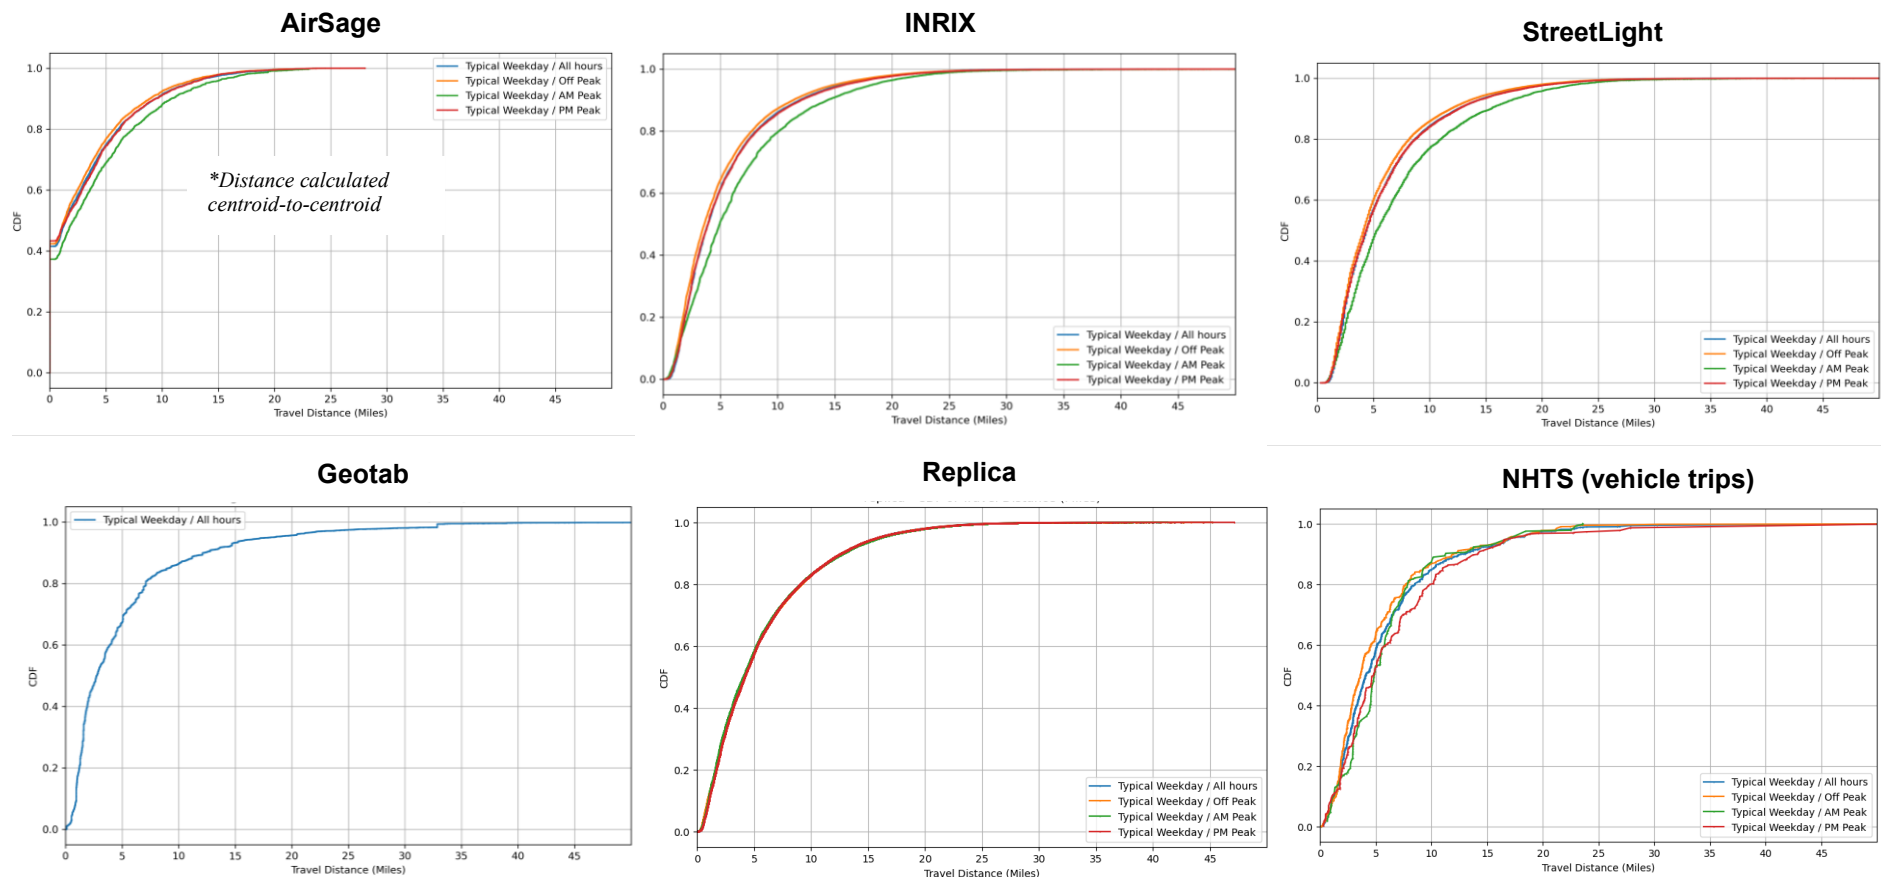 AirSage
1.0
0.8
0.6
0.4
0.2
0.0
CDF
Typical Weekday / All hours
Typical Weekday / Off Peak
Typical Weekday / AM Peak
Typical Weekday / PM Peak
*Distance calculated
centroid-to-centroid
0 5 10 15 20 25 30 35 40 45
Travel Distance (Miles)
INRIX
1.0
0.8
0.6
0.4
0.2
0.0
CDF
Typical Weekday / All hours
Typical Weekday / Off Peak
Typical Weekday / AM Peak
Typical Weekday / PM Peak
0 5 10 15 20 25 30 35 40 45
Travel Distance (Miles)
StreetLight
1.0
0.8
0.6
0.4
0.2
0.0
CDF
Typical Weekday / All hours
Typical Weekday / Off Peak
Typical Weekday / AM Peak
Typical Weekday / PM Peak
0 5 10 15 20 25 30 35 40 45
Travel Distance (Miles)
Geotab
1.0
0.8
0.6
0.4
0.2
0.0
CDF
Typical Weekday / All hours
0 5 10 15 20 25 30 35 40 45
Travel Distance (Miles)
Replica
1.0
0.8
0.6
0.4
0.2
0.0
CDF
Typical Weekday / All hours
Typical Weekday / Off Peak
Typical Weekday / AM Peak
Typical Weekday / PM Peak
0 5 10 15 20 25 30 35 40 45
Travel Distance (Miles)
NHTS (vehicle trips)
1.0
0.8
0.6
0.4
0.2
0.0
CDF
Typical Weekday / All hours
Typical Weekday / Off Peak
Typical Weekday / AM Peak
Typical Weekday / PM Peak
0 5 10 15 20 25 30 35 40 45
Travel Distance (Miles)